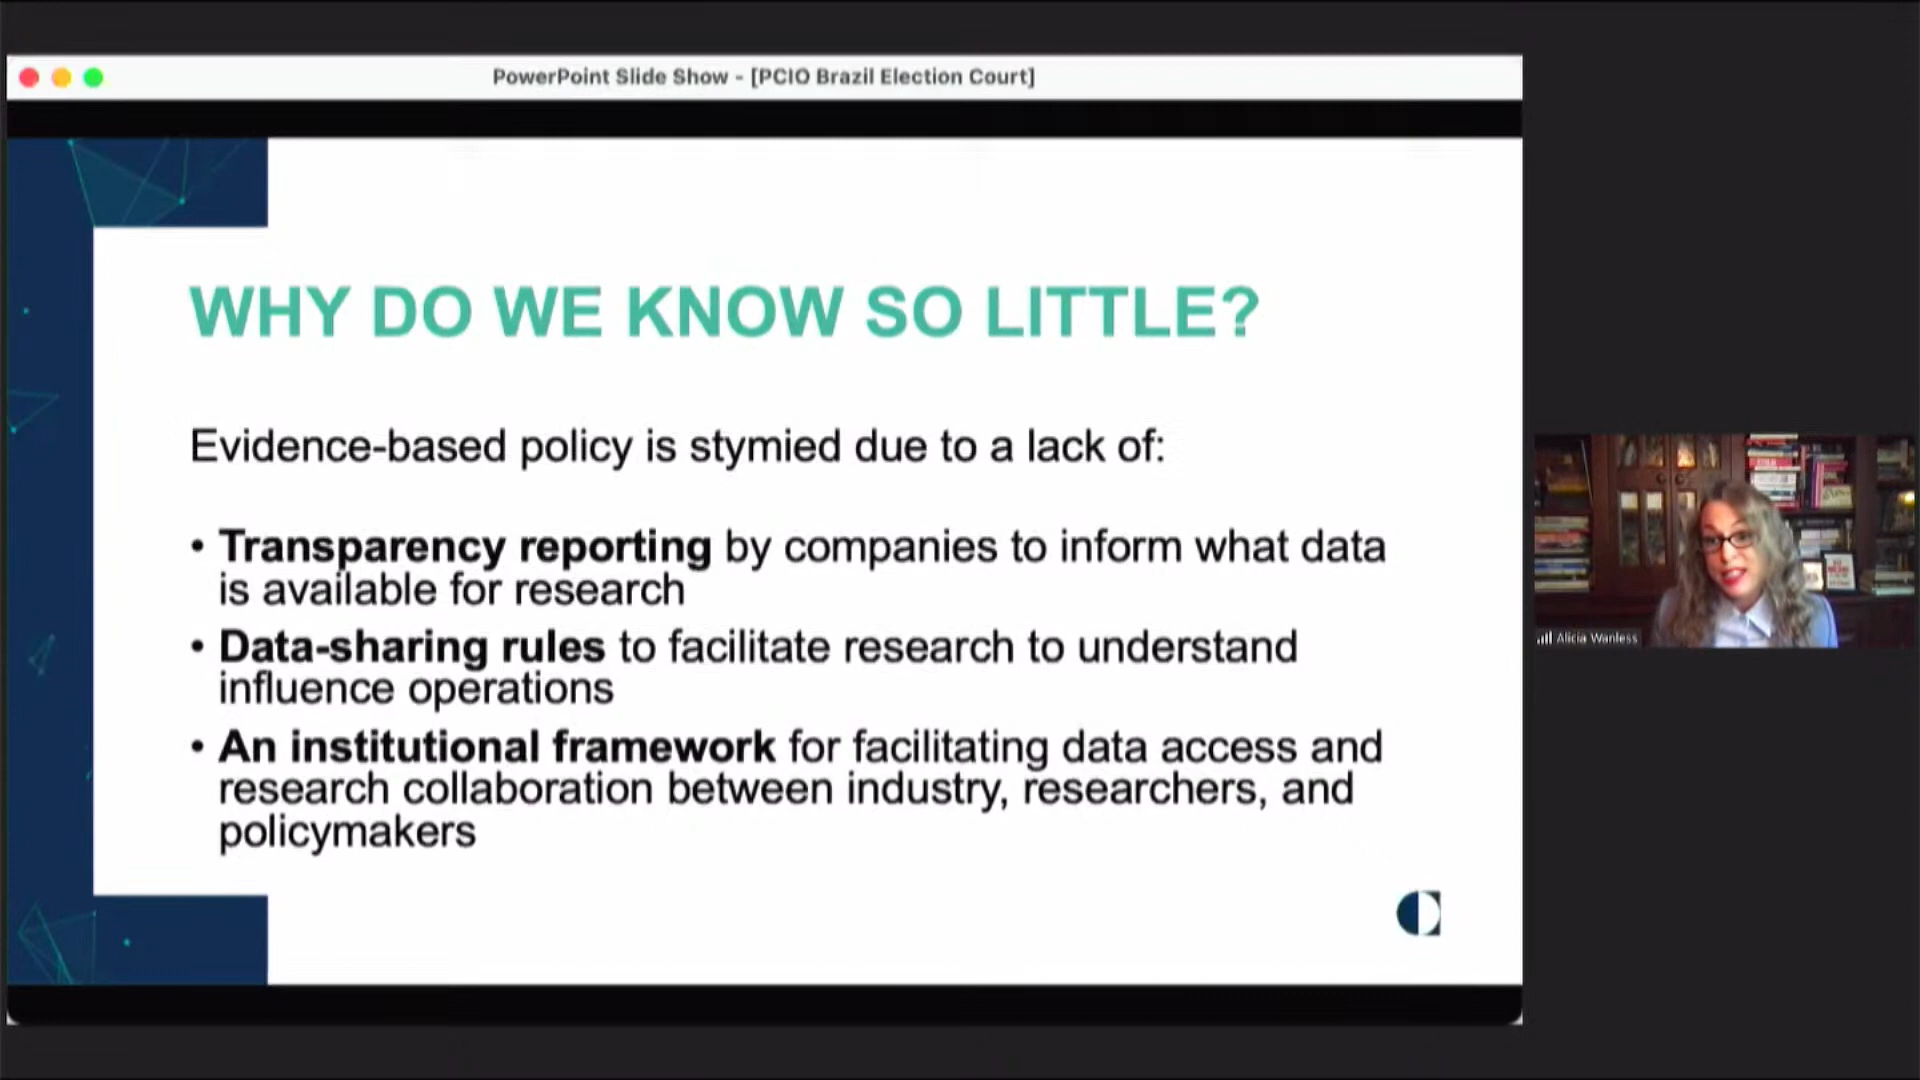 PowerPoint Slide Show - [PCIO Brazil Election Court]
WHY DO WE KNOW SO LITTLE?
Evidence-based policy is stymied due to a lack of:
• Transparency reporting by companies to inform what data
is available for research
• Data-sharing rules to facilitate research to understand
influence operations
• An institutional framework for facilitating data access and
research collaboration between industry, researchers, and
policymakers
Alicia Wanless